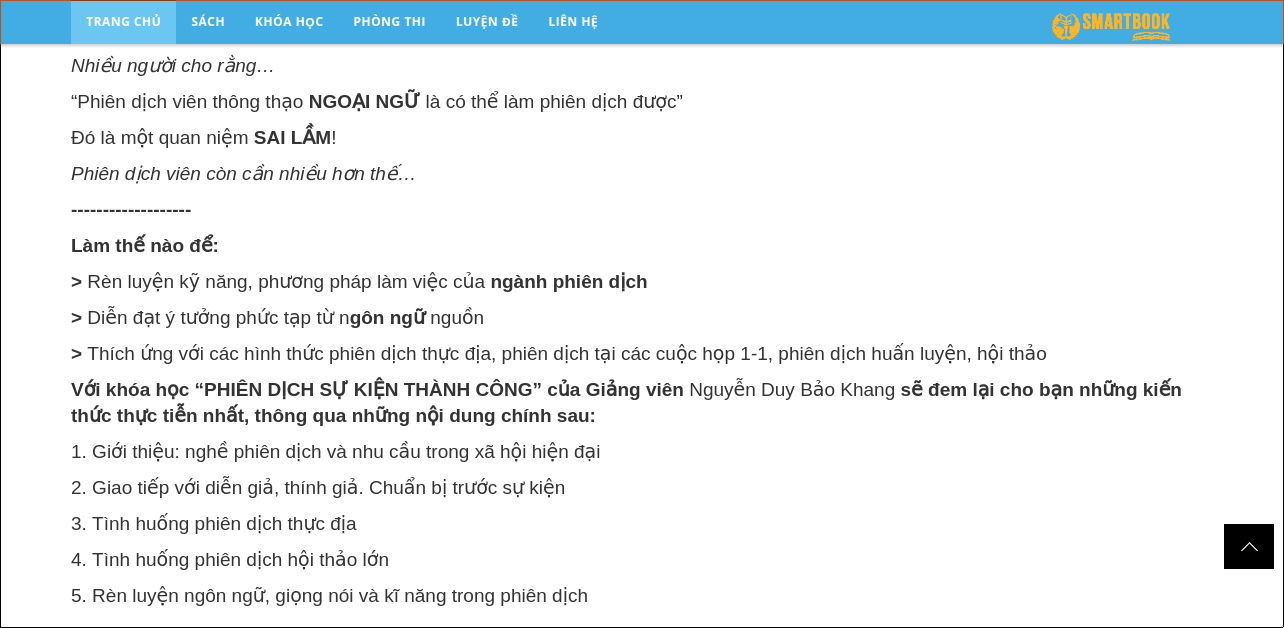 TRANG CHỦ SÁCH KHÓA HỌC PHÒNG THI LUYỆN ĐỀ LIÊN HỆ SMARTBOOK
Nhiều người cho rằng…
“Phiên dịch viên thông thạo NGOẠI NGỮ là có thể làm phiên dịch được”
Đó là một quan niệm SAI LẦM!
Phiên dịch viên còn cần nhiều hơn thế…
-------------------
Làm thế nào để:
> Rèn luyện kỹ năng, phương pháp làm việc của ngành phiên dịch
> Diễn đạt ý tưởng phức tạp từ ngôn ngữ nguồn
> Thích ứng với các hình thức phiên dịch thực địa, phiên dịch tại các cuộc họp 1-1, phiên dịch huấn luyện, hội thảo
Với khóa học “PHIÊN DỊCH SỰ KIỆN THÀNH CÔNG” của Giảng viên Nguyễn Duy Bảo Khang sẽ đem lại cho bạn những kiến
thức thực tiễn nhất, thông qua những nội dung chính sau:
1. Giới thiệu: nghề phiên dịch và nhu cầu trong xã hội hiện đại
2. Giao tiếp với diễn giả, thính giả. Chuẩn bị trước sự kiện
3. Tình huống phiên dịch thực địa
4. Tình huống phiên dịch hội thảo lớn
5. Rèn luyện ngôn ngữ, giọng nói và kĩ năng trong phiên dịch